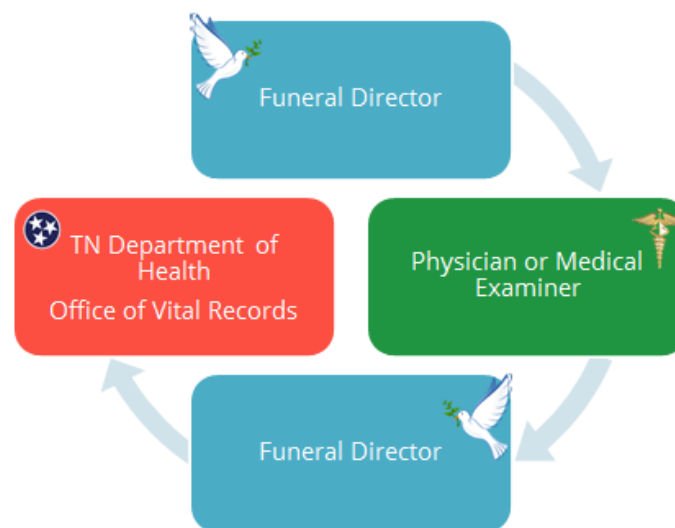 Funeral Director
TN Department of
Health
Office of Vital Records
Physician or Medical
Examiner
Funeral Director